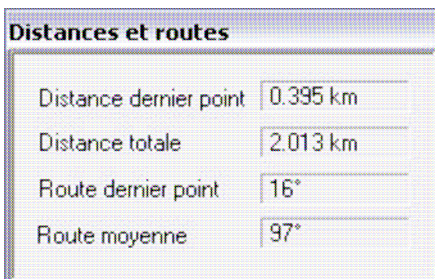 Distances et routes
Distance dernier point 0.395 km
Distance totale 2.013 km
Route dernier point 16°
Route moyenne 97°